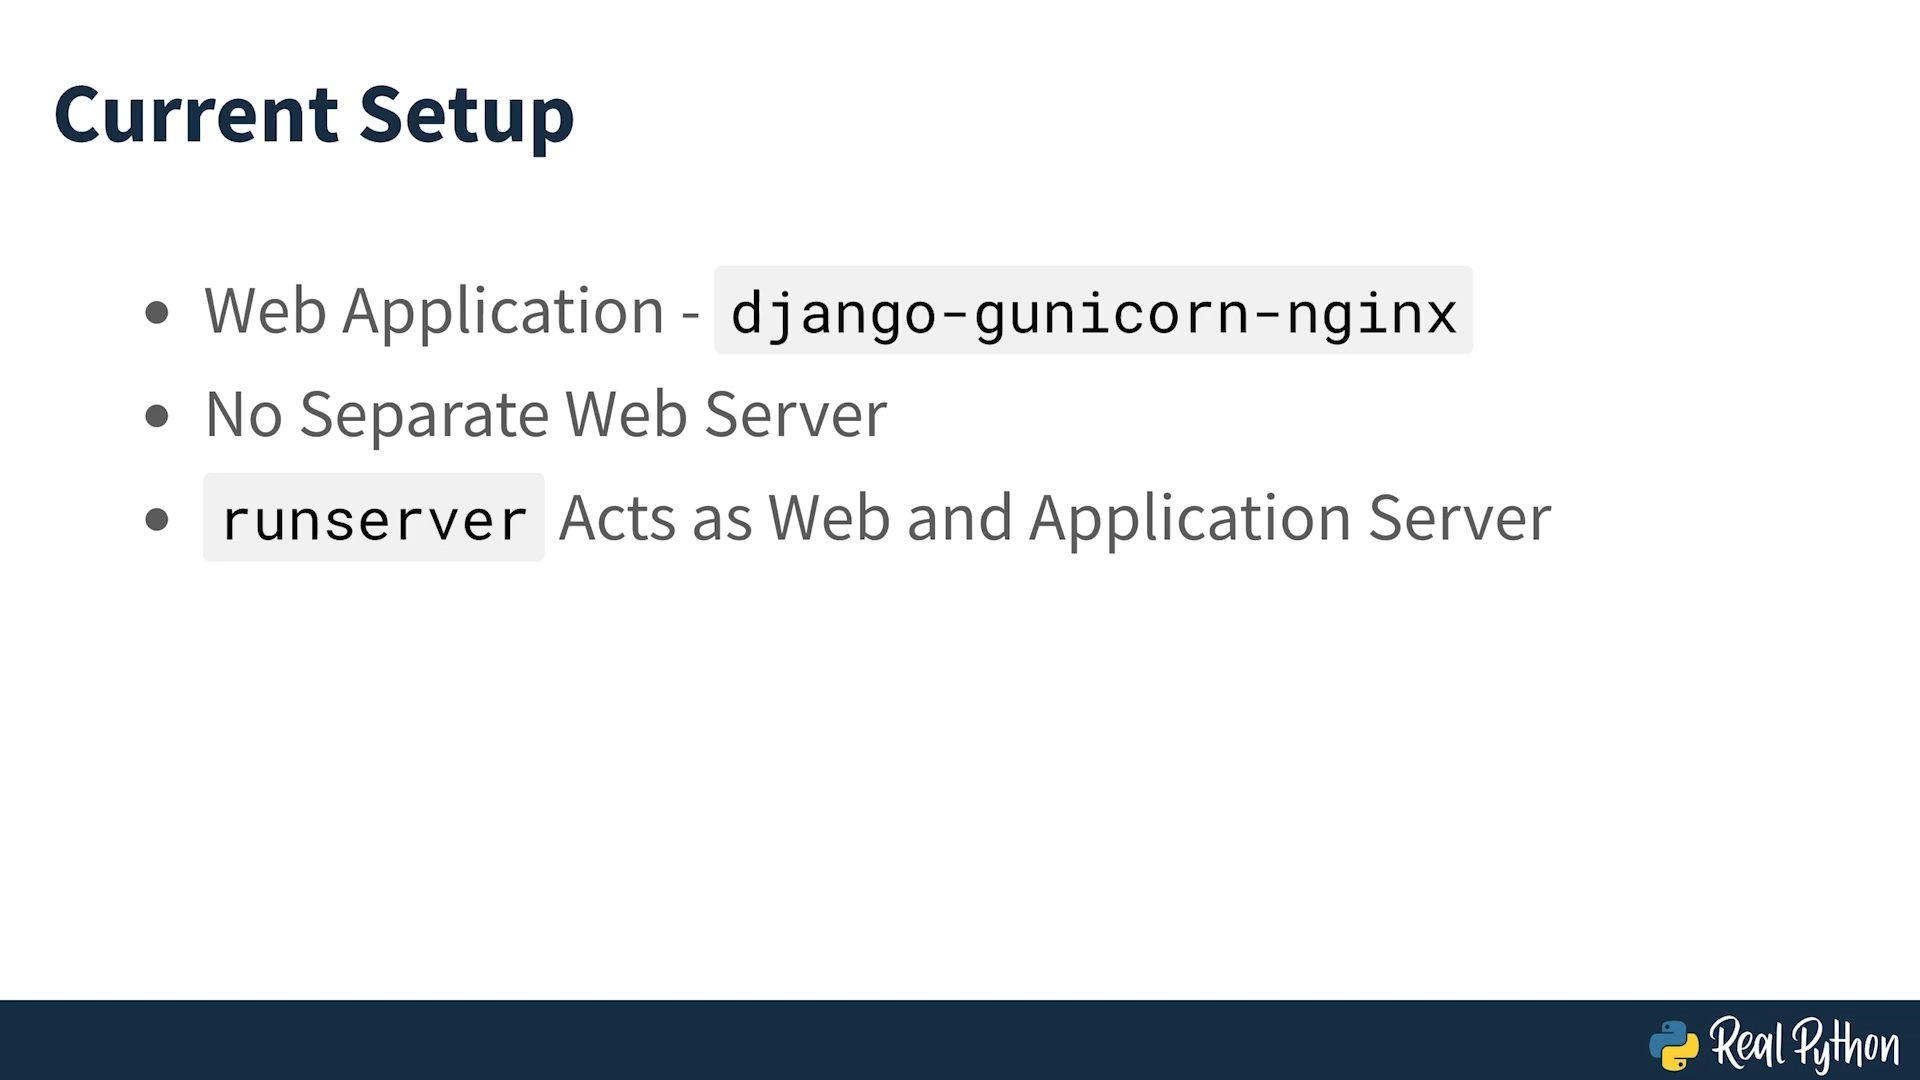 Current Setup
• Web Application - django-gunicorn-nginx
• No Separate Web Server
• runserver Acts as Web and Application Server
Real Python